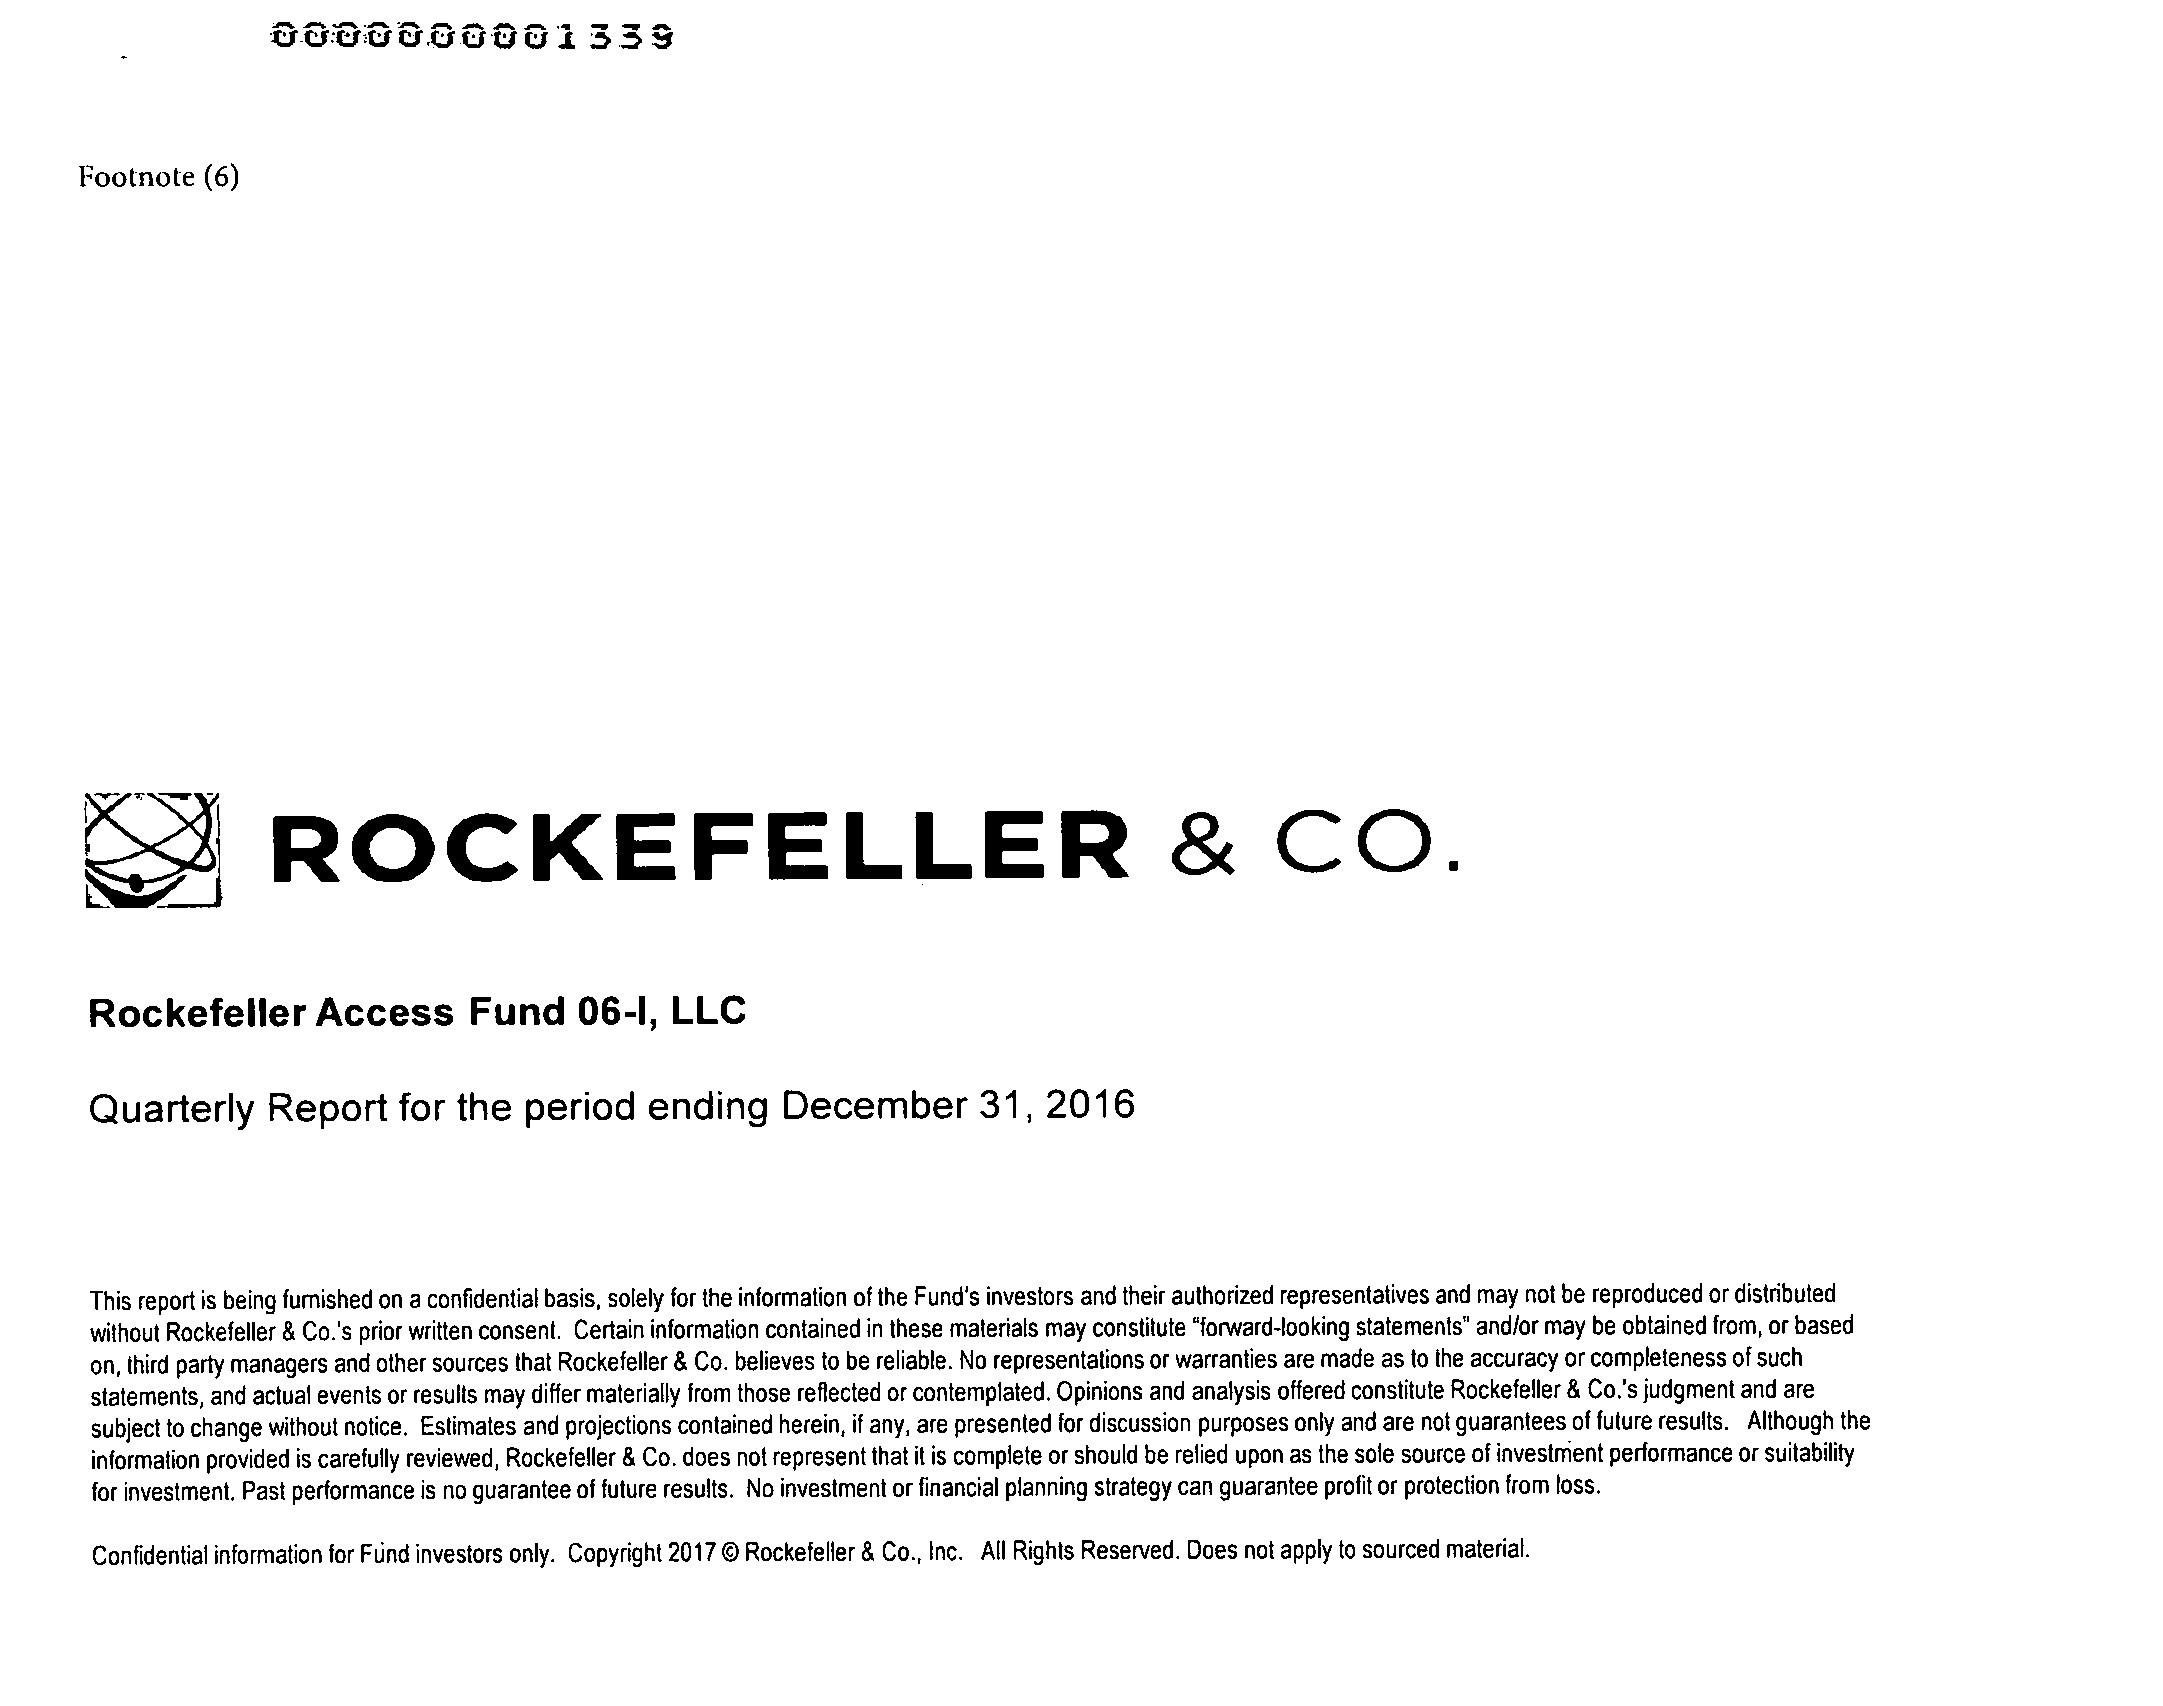 0000000001339
Footnote (6)
ROCKEFELLER & CO.
Rockefeller Access Fund 06-I, LLC
Quarterly Report for the period ending December 31, 2016
This report is being furnished on a confidential basis, solely for the information of the Fund's investors and their authorized representatives and may not be reproduced or distributed
without Rockefeller & Co.'s prior written consent. Certain information contained in these materials may constitute “forward-looking statements” and/or may be obtained from, or based
on, third party managers and other sources that Rockefeller & Co. believes to be reliable. No representations or warranties are made as to the accuracy or completeness of such
statements, and actual events or results may differ materially from those reflected or contemplated. Opinions and analysis offered constitute Rockefeller & Co.'s judgment and are
subject to change without notice. Estimates and projections contained herein, if any, are presented for discussion purposes only and are not guarantees of future results. Although the
information provided is carefully reviewed, Rockefeller & Co. does not represent that it is complete or should be relied upon as the sole source of investment performance or suitability
for investment. Past performance is no guarantee of future results. No investment or financial planning strategy can guarantee profit or protection from loss.
Confidential information for Fund investors only. Copyright 2017 © Rockefeller & Co., Inc. All Rights Reserved. Does not apply to sourced material.